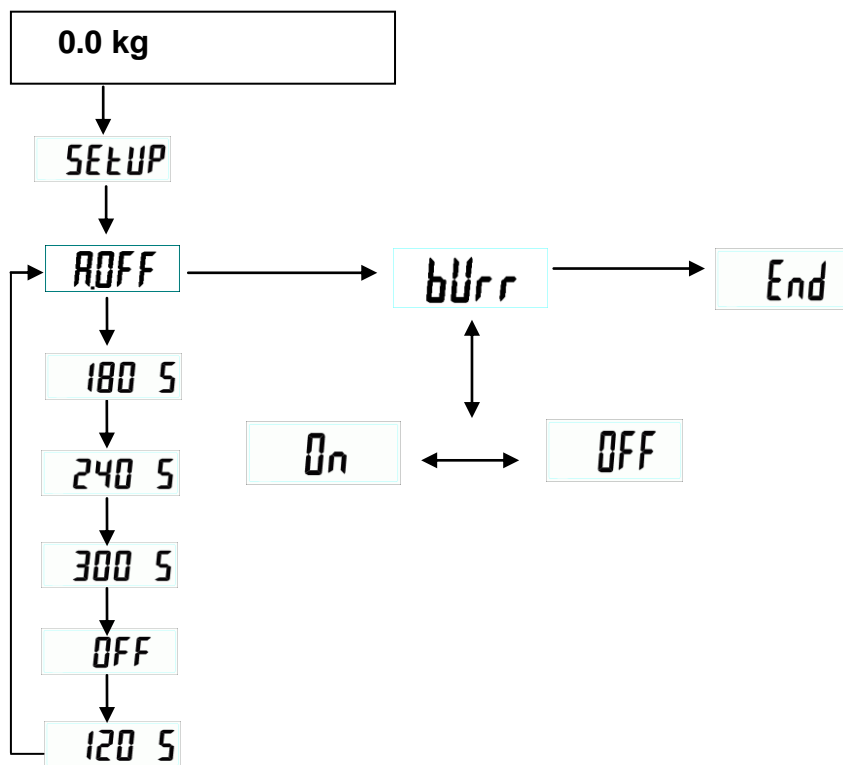 0.0 kg
SEtUP
A.OFF
bUrr
End
180 S
240 S
On
OFF
300 S
OFF
120 S